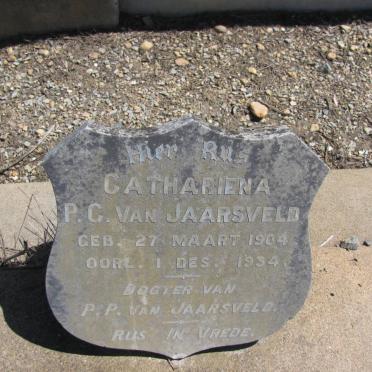 Hier Rus
CATHARIENA
P. C. VAN JAARSVELD
GEB. 27 MAART 1904
OORL. 1 DES. 1934.
DOGTER VAN
P. P. VAN JAARSVELD.
RUS IN VREDE.